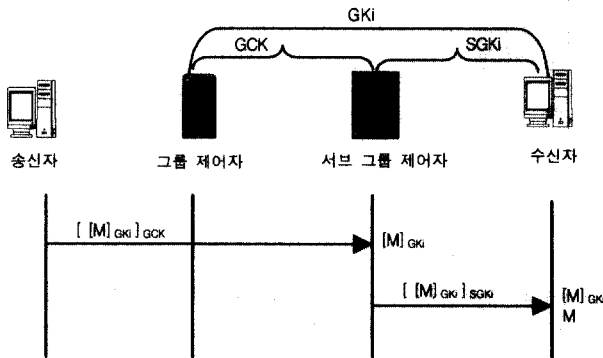 GKi
GCK
SGKi
송신자
그룹 제어자
서브 그룹 제어자
수신자
[ [M] GKi ] GCK
[M] GKi
[ [M] GKi ] SGKi
[M] GKi
M